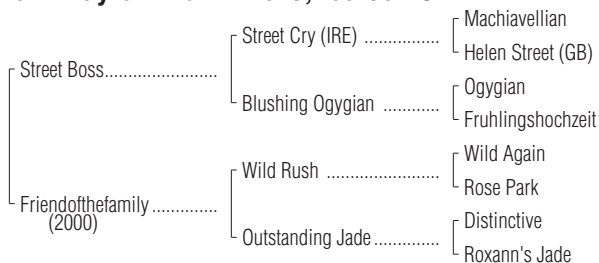 Machiavellian
Street Cry (IRE) ..................
Helen Street (GB)
Street Boss...........................
Ogygian
Blushing Ogygian .............
Fruhlingshochzeit
Wild Again
Wild Rush ...........................
Rose Park
Friendofthefamily ................
(2000)
Distinctive
Outstanding Jade...............
Roxann's Jade